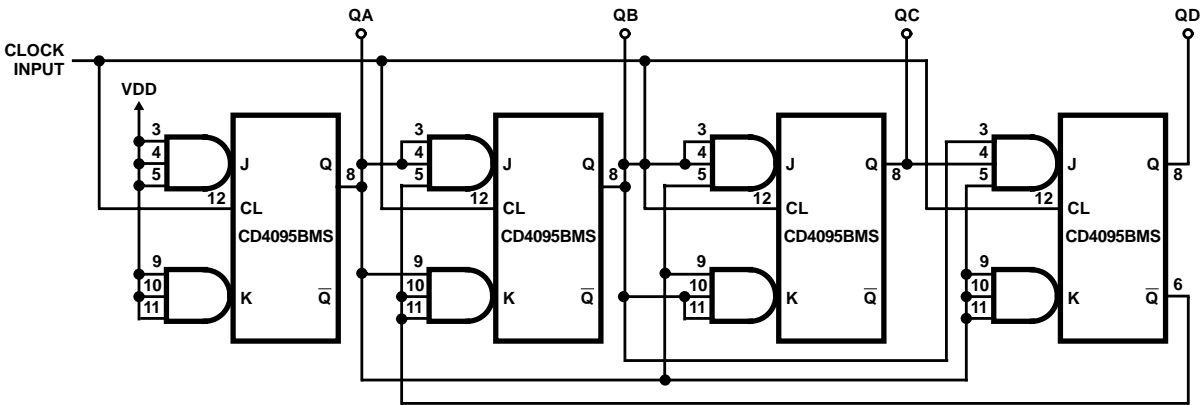 QA QB QC QD
CLOCK
INPUT
VDD
3 3 3 3
4 J Q 4 J Q 4 J Q 4 J Q
5 8 5 8 5 8 5 8
12 12 12 12
CL CL CL CL
CD4095BMS CD4095BMS CD4095BMS CD4095BMS
9 9 9 9 6
10 K Q̅ 10 K Q̅ 10 K Q̅ 10 K Q̅
11 11 11 11